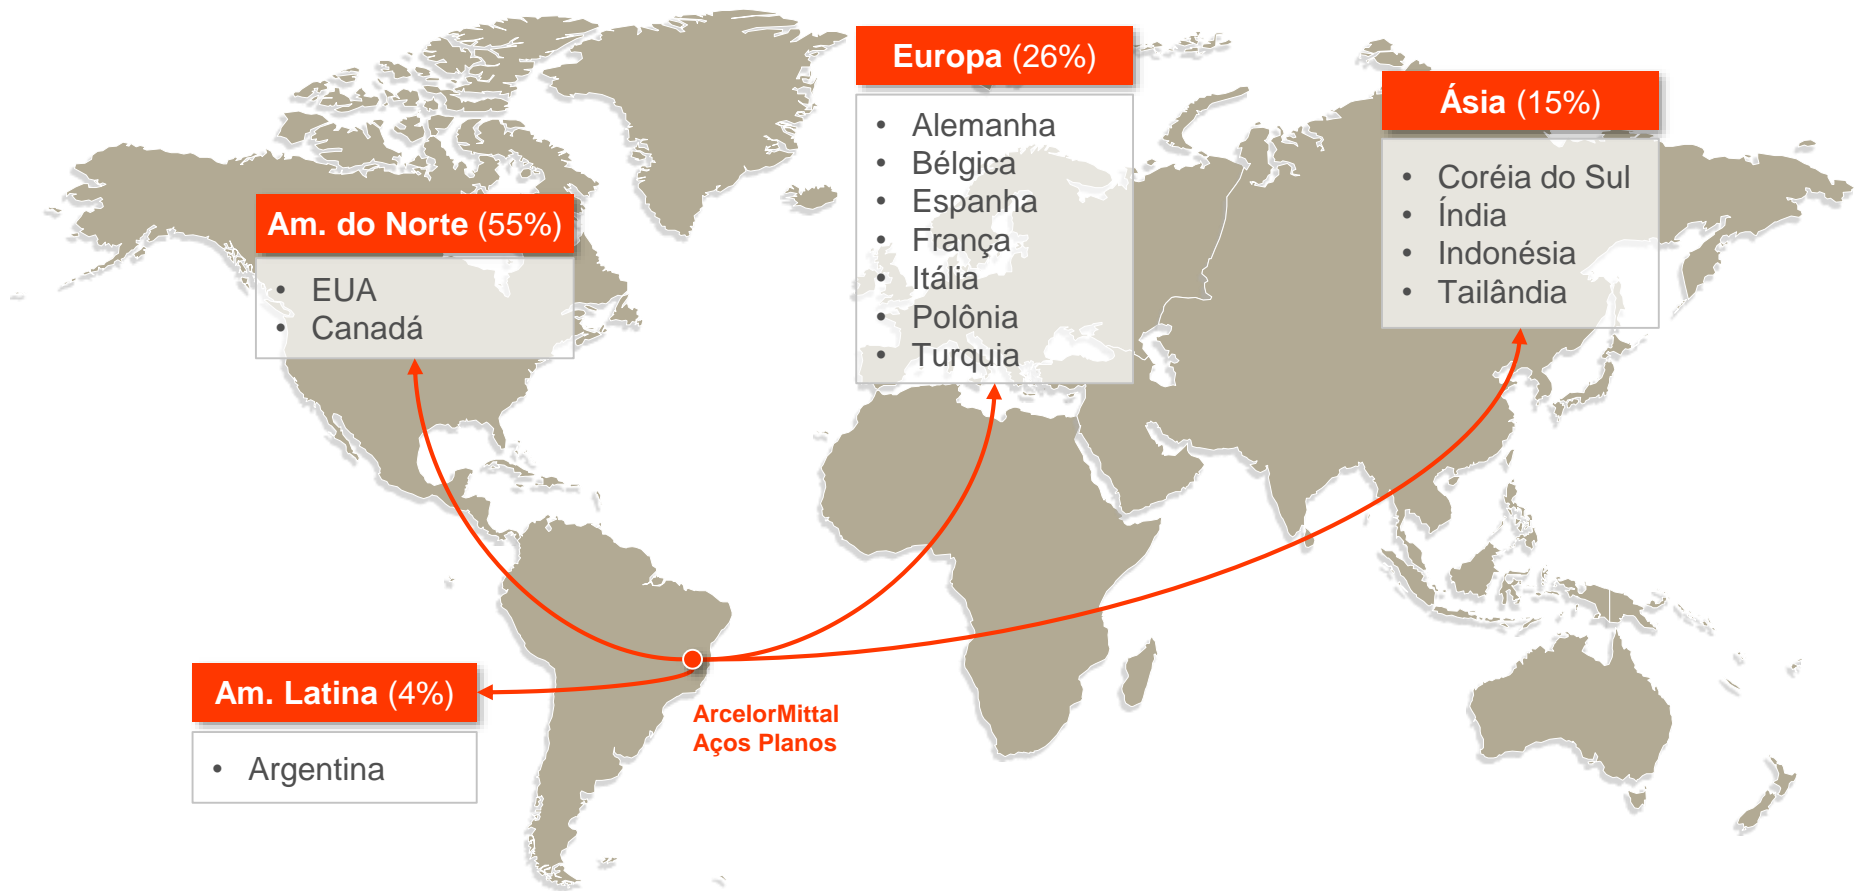 Europa (26%)
• Alemanha
• Bélgica
• Espanha
• França
• Itália
• Polônia
• Turquia
Ásia (15%)
• Coréia do Sul
• Índia
• Indonésia
• Tailândia
Am. do Norte (55%)
• EUA
• Canadá
Am. Latina (4%)
• Argentina
ArcelorMittal
Aços Planos